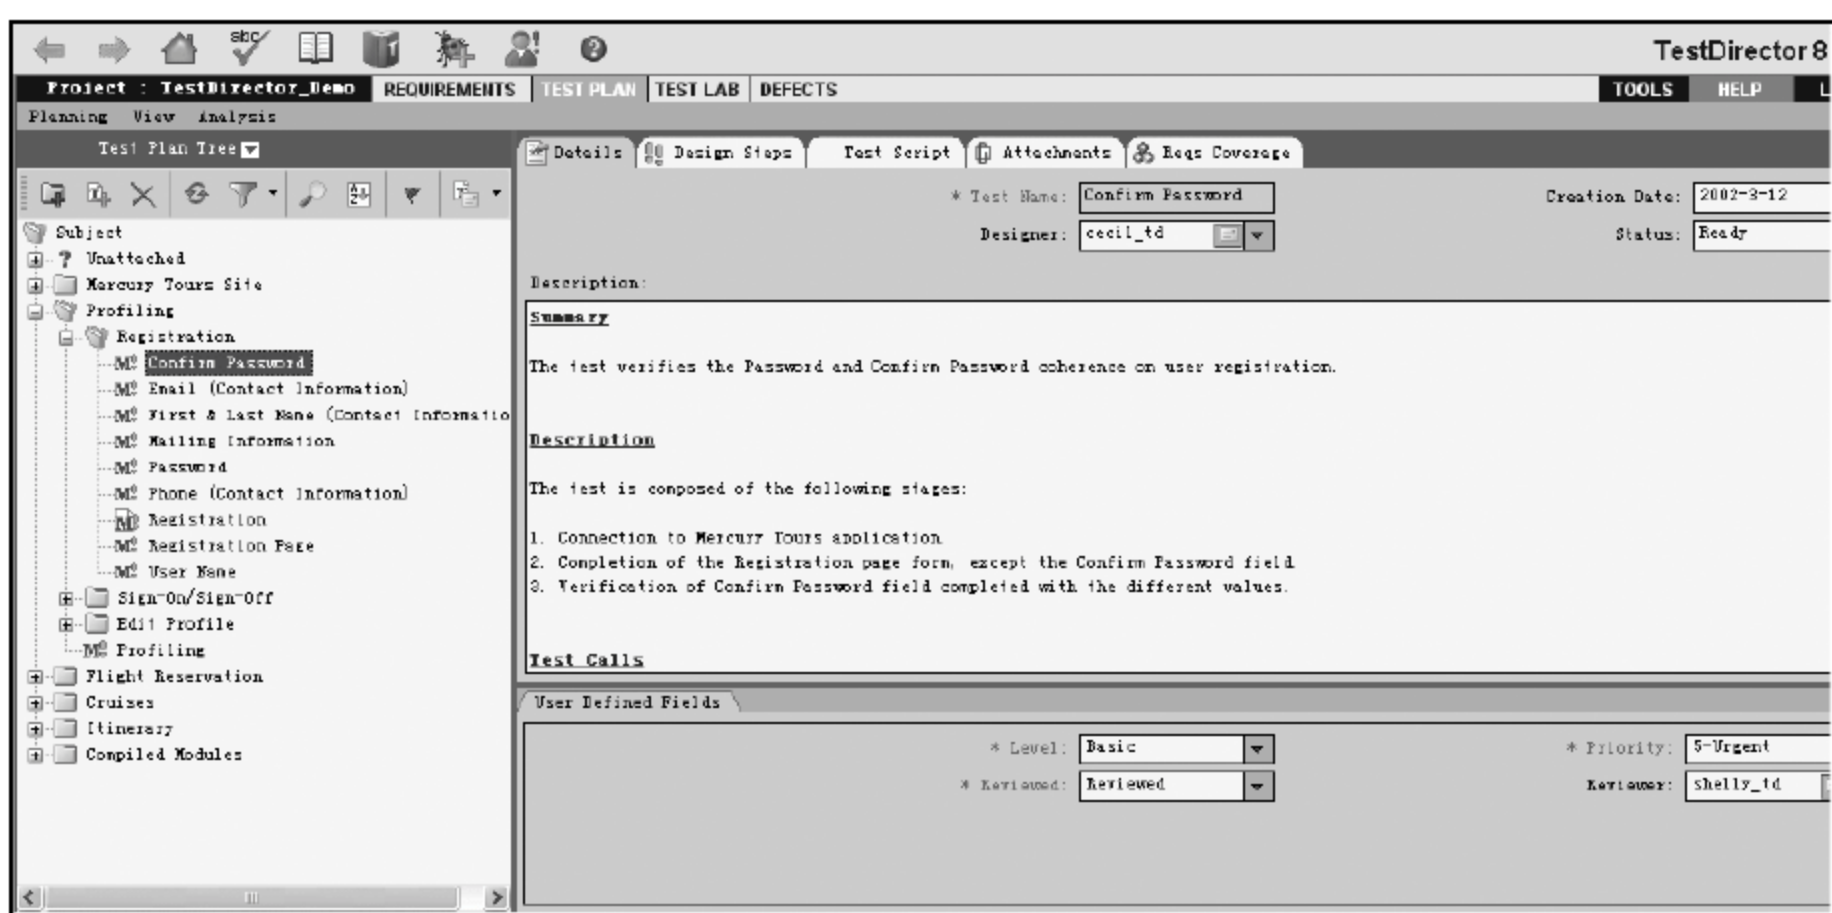 abc
TestDirector 8
Project : TestDirector_Demo REQUIREMENTS TEST PLAN TEST LAB DEFECTS TOOLS HELP L
Planning View Analysis
Test Plan Tree
Details Design Steps Test Script Attachments Reqs Coverage
* Test Name: Confirm Password Creation Date: 2002-3-12
Designer: cecil_td Status: Ready
Subject
? Unattached
Mercury Tours Site
Profiling
Registration
Confirm Password
Email (Contact Information)
First & Last Name (Contact Informatio
Mailing Information
Password
Phone (Contact Information)
Registration
Registration Page
User Name
Sign-On/Sign-Off
Edit Profile
Profiling
Flight Reservation
Cruises
Itinerary
Compiled Modules
Description:
Summary
The test verifies the Password and Confirm Password coherence on user registration.
Description
The test is composed of the following stages:
1. Connection to Mercury Tours application
2. Completion of the Registration page form, except the Confirm Password field
3. Verification of Confirm Password field completed with the different values.
Test Calls
User Defined Fields
* Level: Basic * Priority: 5-Urgent
* Reviewed: Reviewed Reviewer: shelly_td